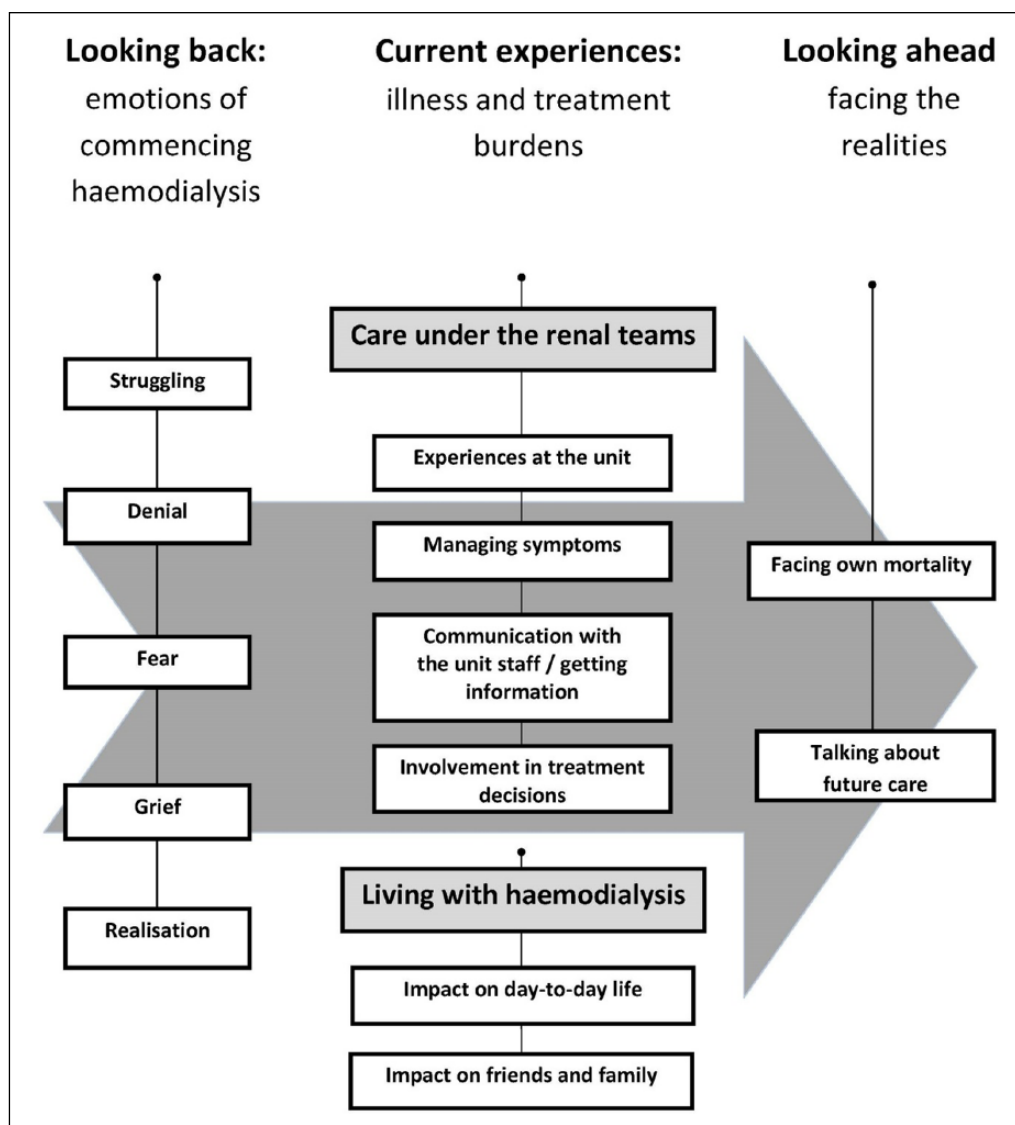 Looking back:
emotions of
commencing
haemodialysis
Struggling
Denial
Fear
Grief
Realisation
Current experiences:
illness and treatment
burdens
Care under the renal teams
Experiences at the unit
Managing symptoms
Communication with
the unit staff / getting
information
Involvement in treatment
decisions
Living with haemodialysis
Impact on day-to-day life
Impact on friends and family
Looking ahead
facing the
realities
Facing own mortality
Talking about
future care